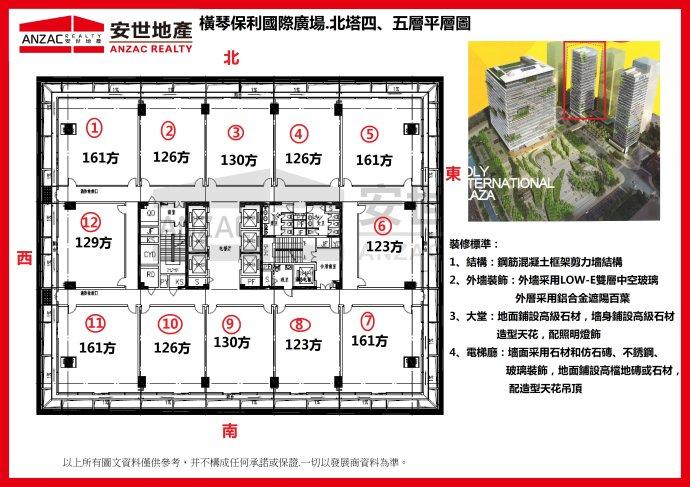 ANZAC REALTY
安世地產
安世地產
ANZAC REALTY
橫琴保利國際廣場.北塔四、五層平層圖
北
西
東
南
① 161方
② 126方
③ 130方
④ 126方
⑤ 161方
⑫ 129方
⑥ 123方
⑪ 161方
⑩ 126方
⑨ 130方
⑧ 123方
⑦ 161方
QD
JF
KS
CYD
RD
PY
KS
PF
安世
ANZAC
OLY
NTERNATIONAL
LAZA
裝修標準：
1、結構：鋼筋混凝土框架剪力墻結構
2、外墻裝飾：外墻采用LOW-E雙層中空玻璃
外層采用鋁合金遮陽百葉
3、大堂：地面鋪設高級石材，墻身鋪設高級石材
造型天花，配照明燈飾
4、電梯廳：墻面采用石材和仿石磚、不銹鋼、
玻璃裝飾，地面鋪設高檔地磚或石材，
配造型天花吊頂
以上所有圖文資料僅供參考，并不構成任何承諾或保證.一切以發展商資料為準。